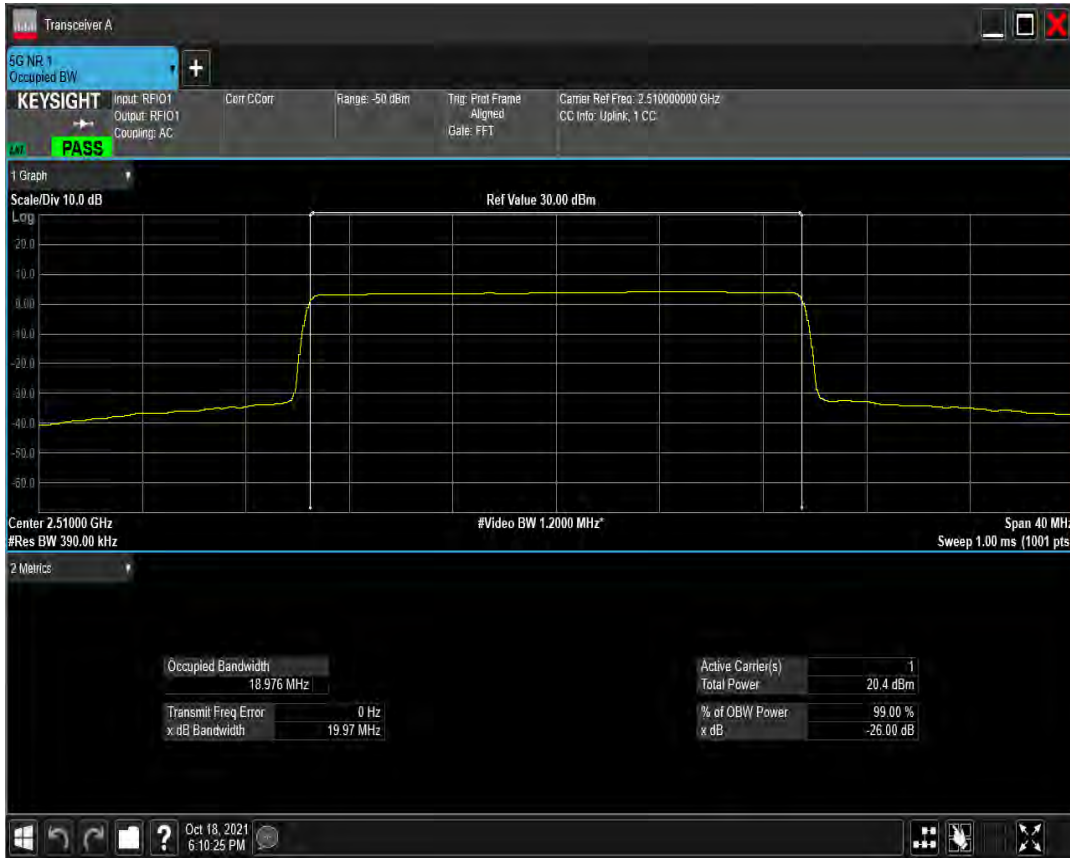 Transceiver A
5G NR 1
Occupied BW
+
KEYSIGHT
Input: RFIO1
Output: RFIO1
Coupling: AC
Corr CCorr
Range: -50 dBm
Trig: Prot Frame
Aligned
Gate: FFT
Carrier Ref Freq: 2.510000000 GHz
CC Info: Uplink, 1 CC
PASS
1 Graph
Scale/Div 10.0 dB
Ref Value 30.00 dBm
Log
20.0
10.0
0.00
-10.0
-20.0
-30.0
-40.0
-50.0
-60.0
Center 2.51000 GHz
#Video BW 1.2000 MHz*
Span 40 MHz
#Res BW 390.00 kHz
Sweep 1.00 ms (1001 pts
2 Metrics
Occupied Bandwidth
18.976 MHz
Transmit Freq Error 0 Hz
x dB Bandwidth 19.97 MHz
Active Carrier(s) 1
Total Power 20.4 dBm
% of OBW Power 99.00 %
x dB -26.00 dB
?
Oct 18, 2021
6:10:25 PM